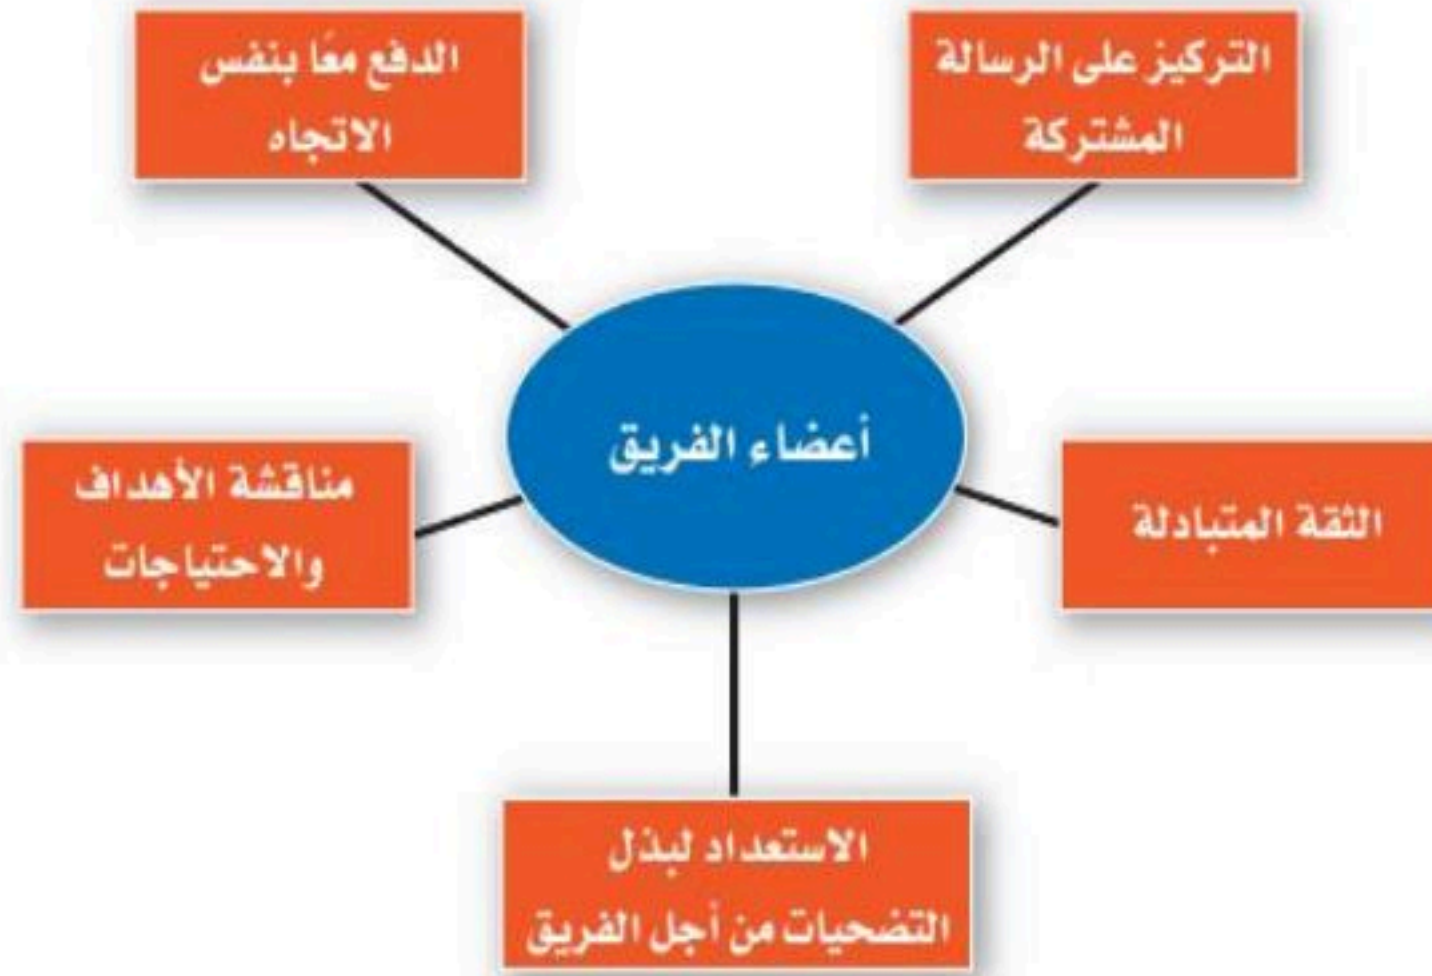 التركيز على الرسالة
المشتركة
الدفع معًا بنفس
الاتجاه
أعضاء الفريق
الثقة المتبادلة
مناقشة الأهداف
والاحتياجات
الاستعداد لبذل
التضحيات من أجل الفريق